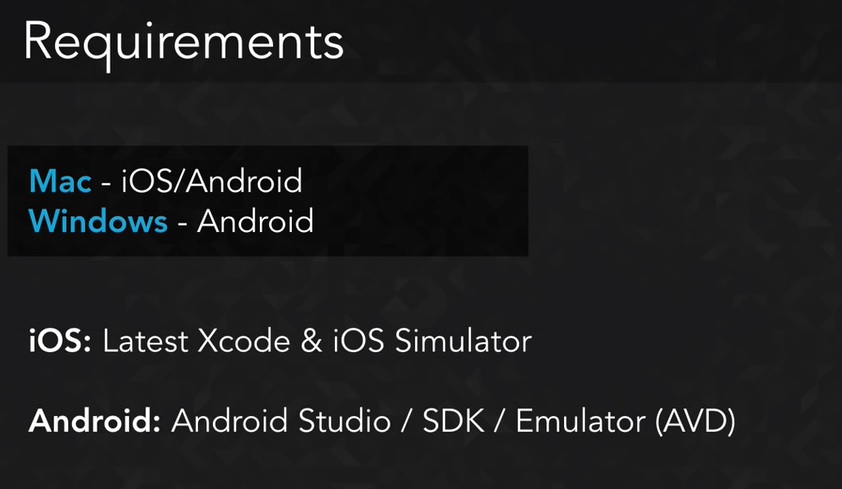 Requirements
Mac - iOS/Android
Windows - Android
iOS: Latest Xcode & iOS Simulator
Android: Android Studio / SDK / Emulator (AVD)